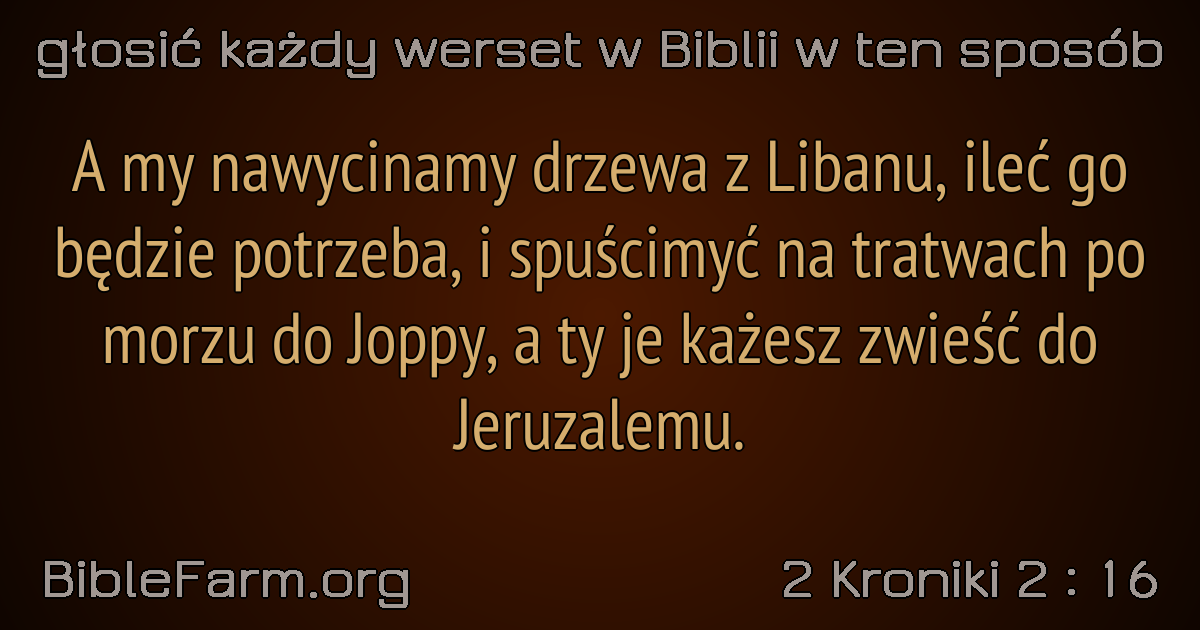 głosić każdy werset w Biblii w ten sposób
A my nawycinamy drzewa z Libanu, ileć go
będzie potrzeba, i spuścimyć na tratwach po
morzu do Joppy, a ty je każesz zwieść do
Jeruzalemu.
BibleFarm.org
2 Kroniki 2 : 16